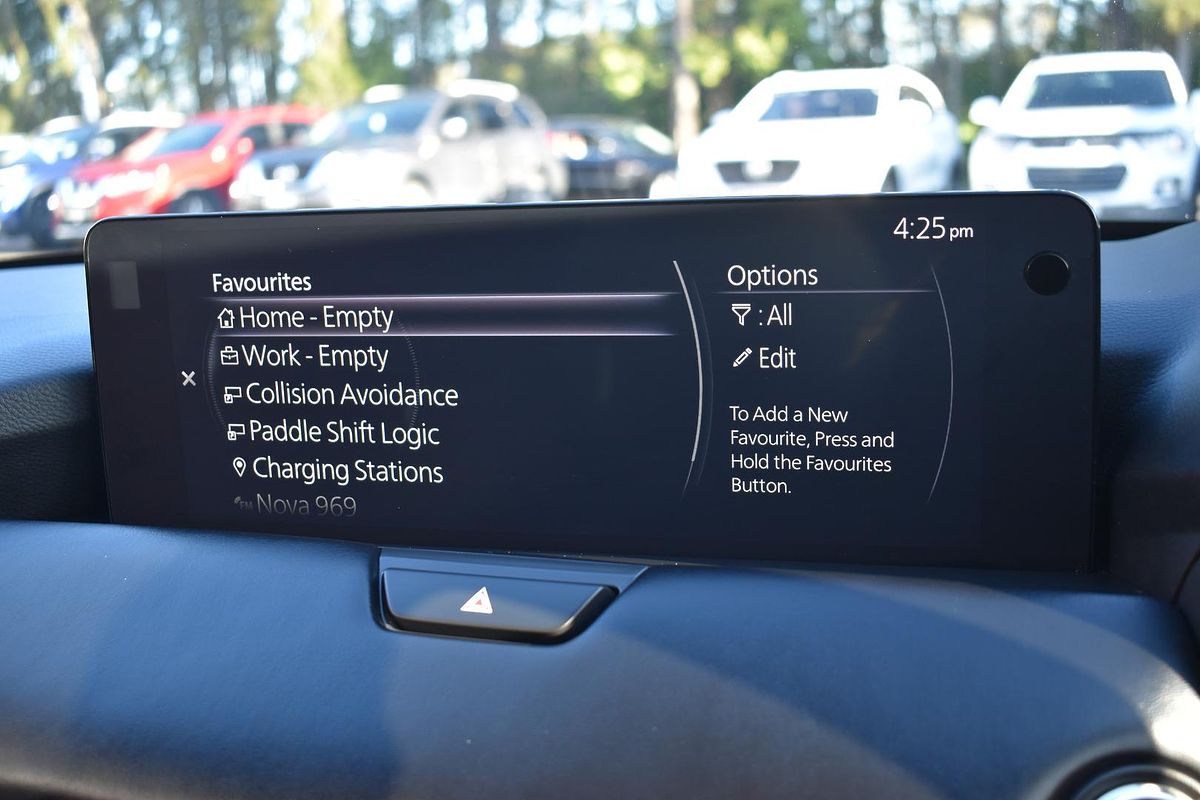 4:25 pm
Favourites
Home - Empty
Work - Empty
Collision Avoidance
Paddle Shift Logic
Charging Stations
FM Nova 969
Options
: All
Edit
To Add a New
Favourite, Press and
Hold the Favourites
Button.